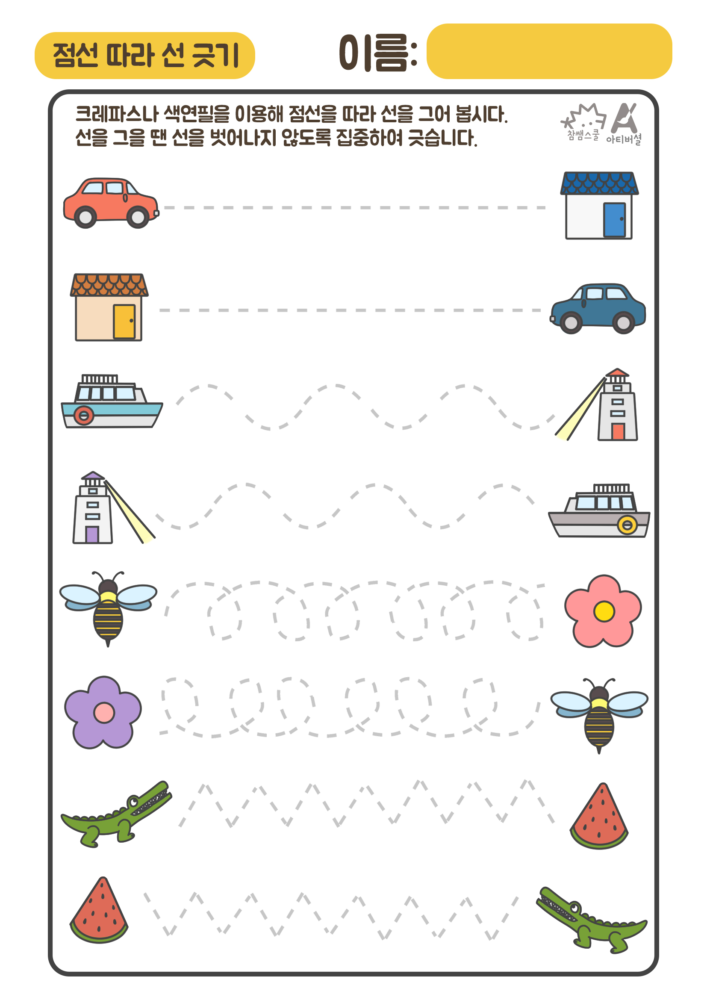 점선 따라 선 긋기
이름:
크레파스나 색연필을 이용해 점선을 따라 선을 그어 봅시다.
선을 그을 땐 선을 벗어나지 않도록 집중하여 긋습니다.
참쌤스쿨
아티버셜